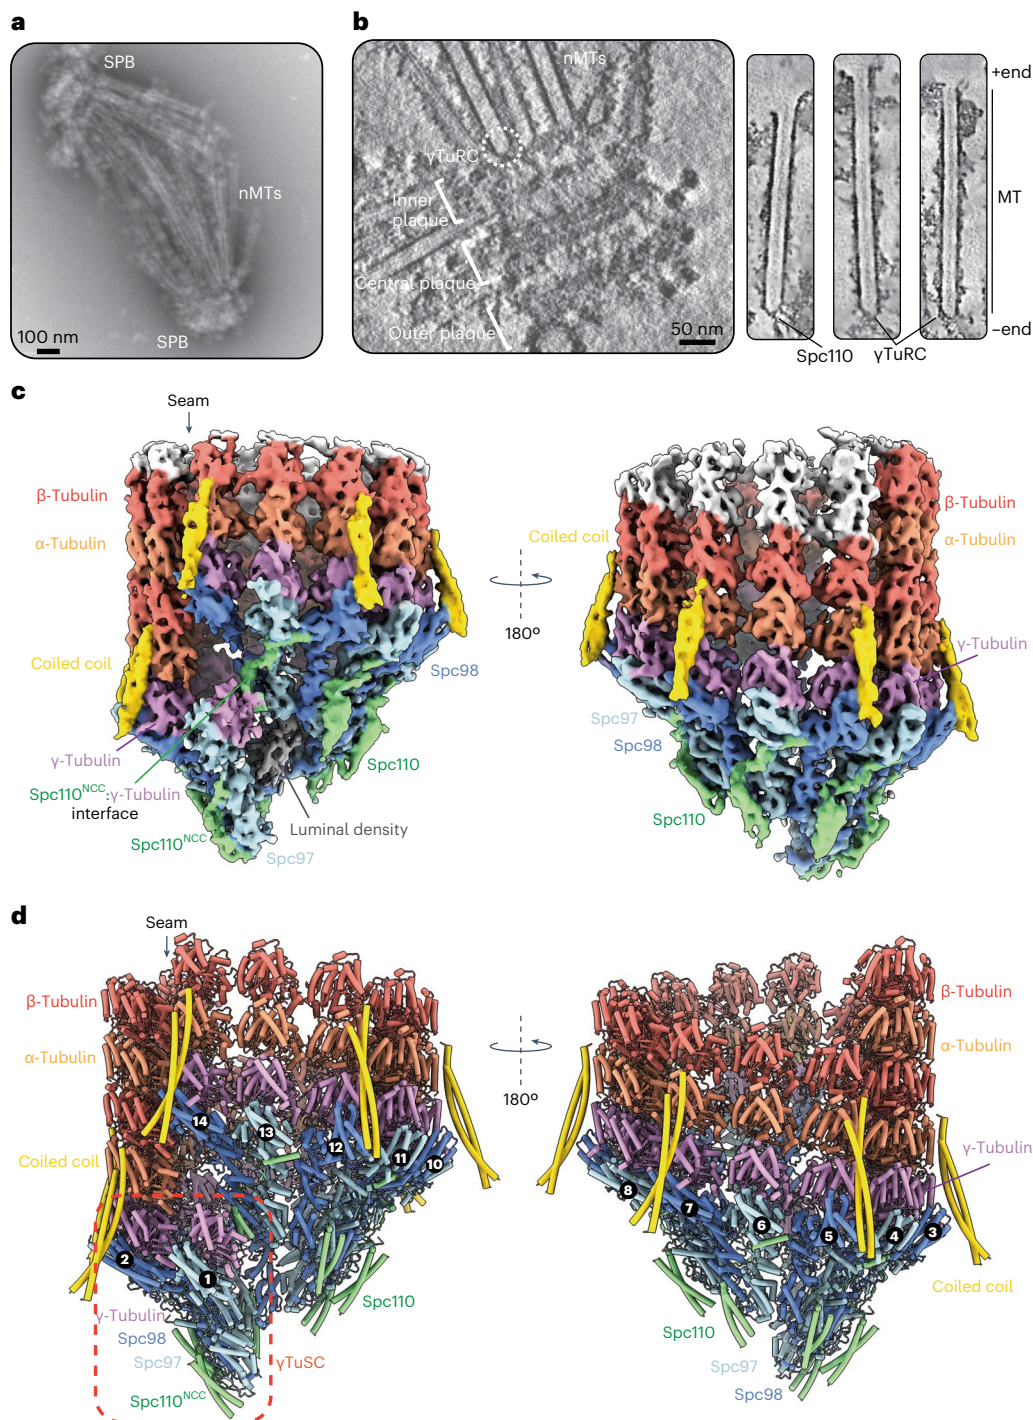 a
SPB
nMTs
100 nm
SPB
b
nMTs
γTuRC
Inner
plaque
Central plaque
Outer plaque
50 nm
+end
MT
−end
Spc110
γTuRC
c
Seam
β-Tubulin
α-Tubulin
Coiled coil
γ-Tubulin
Spc110NCC:γ-Tubulin
interface
Spc110NCC
Spc97
Luminal density
Spc110
Spc98
180º
Coiled coil
β-Tubulin
α-Tubulin
γ-Tubulin
Spc97
Spc98
Spc110
d
Seam
β-Tubulin
α-Tubulin
Coiled coil
14
13
12
11
10
2
1
γ-Tubulin
Spc98
Spc97
Spc110NCC
γTuSC
Spc110
180º
β-Tubulin
α-Tubulin
γ-Tubulin
8
7
6
5
4
3
Coiled coil
Spc110
Spc97
Spc98